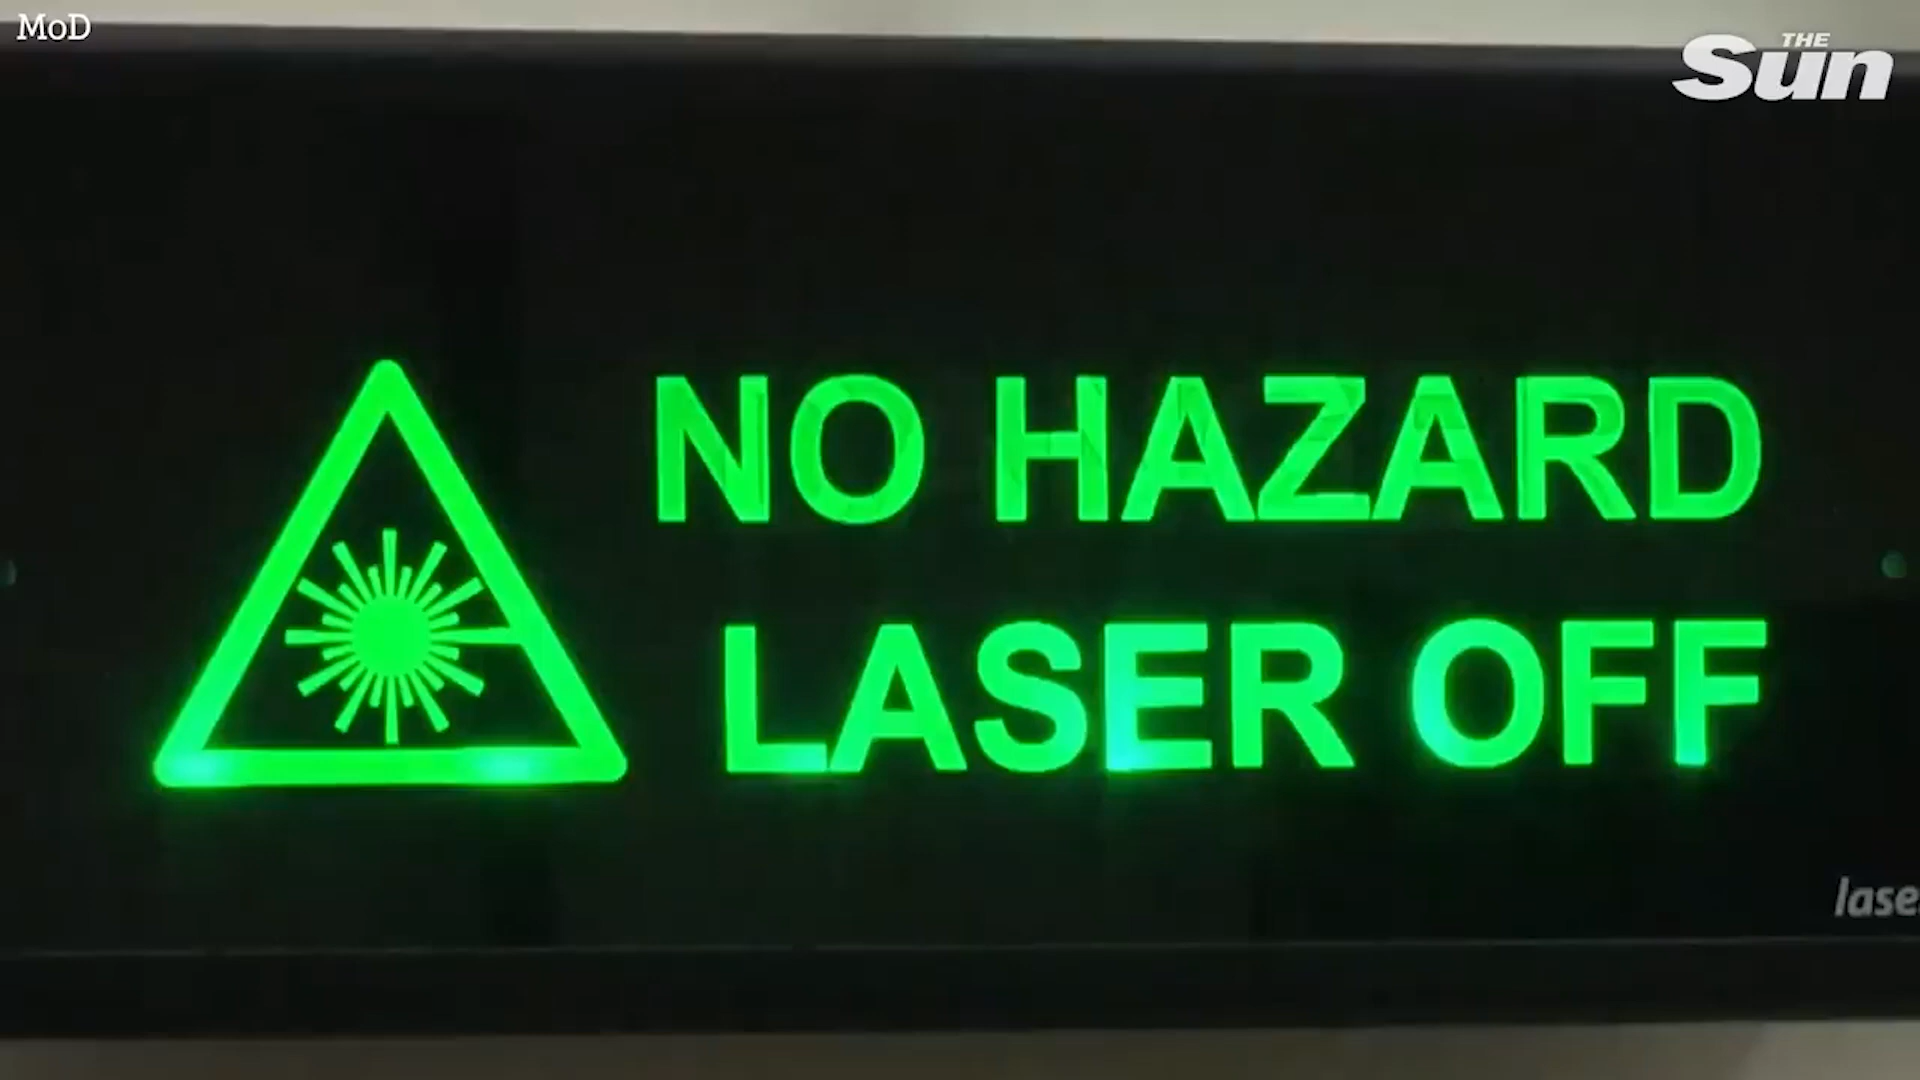 MoD
THE
Sun
NO HAZARD
LASER OFF